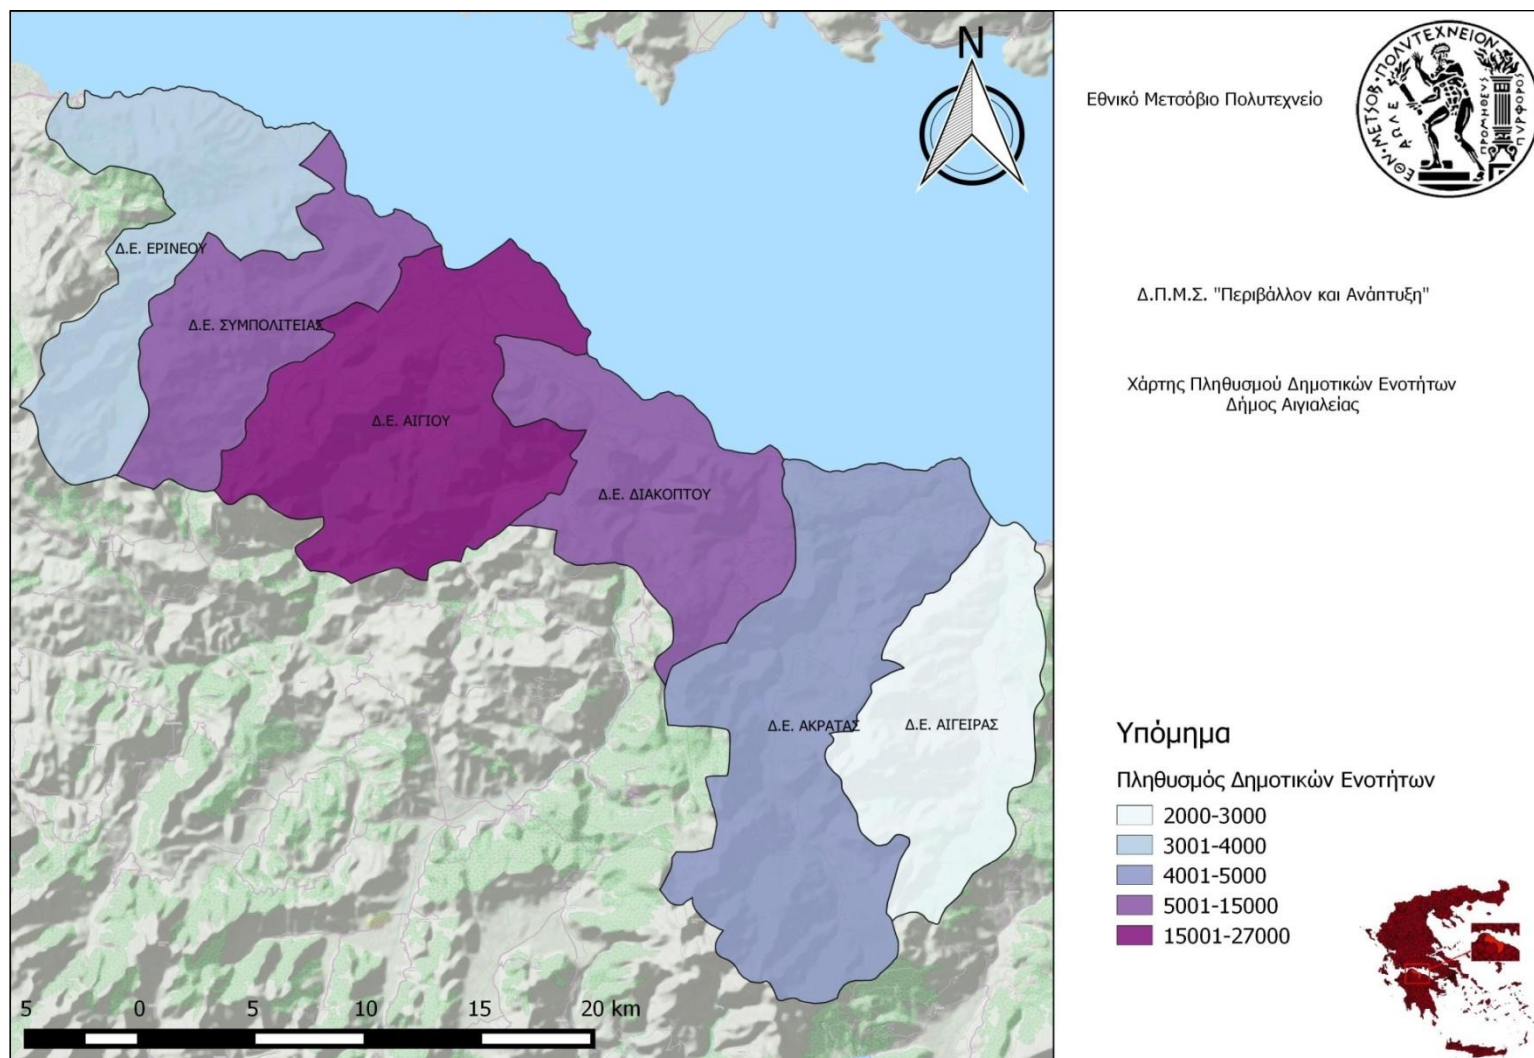 N
Εθνικό Μετσόβιο Πολυτεχνείο
ΕΘΝ·ΜΕΤΣΟΒ·ΠΟΛΥΤΕΧΝΕΙΟΝ
ΠΡΟΜΗΘΕΥΣ
ΠΥΡΦΟΡΟΣ
Δ.Π.Μ.Σ. "Περιβάλλον και Ανάπτυξη"
Χάρτης Πληθυσμού Δημοτικών Ενοτήτων
Δήμος Αιγιαλείας
Δ.Ε. ΕΡΙΝΕΟΥ
Δ.Ε. ΣΥΜΠΟΛΙΤΕΙΑΣ
Δ.Ε. ΑΙΓΙΟΥ
Δ.Ε. ΔΙΑΚΟΠΤΟΥ
Δ.Ε. ΑΚΡΑΤΑΣ
Δ.Ε. ΑΙΓΕΙΡΑΣ
Υπόμημα
Πληθυσμός Δημοτικών Ενοτήτων
2000-3000
3001-4000
4001-5000
5001-15000
15001-27000
5 0 5 10 15 20 km